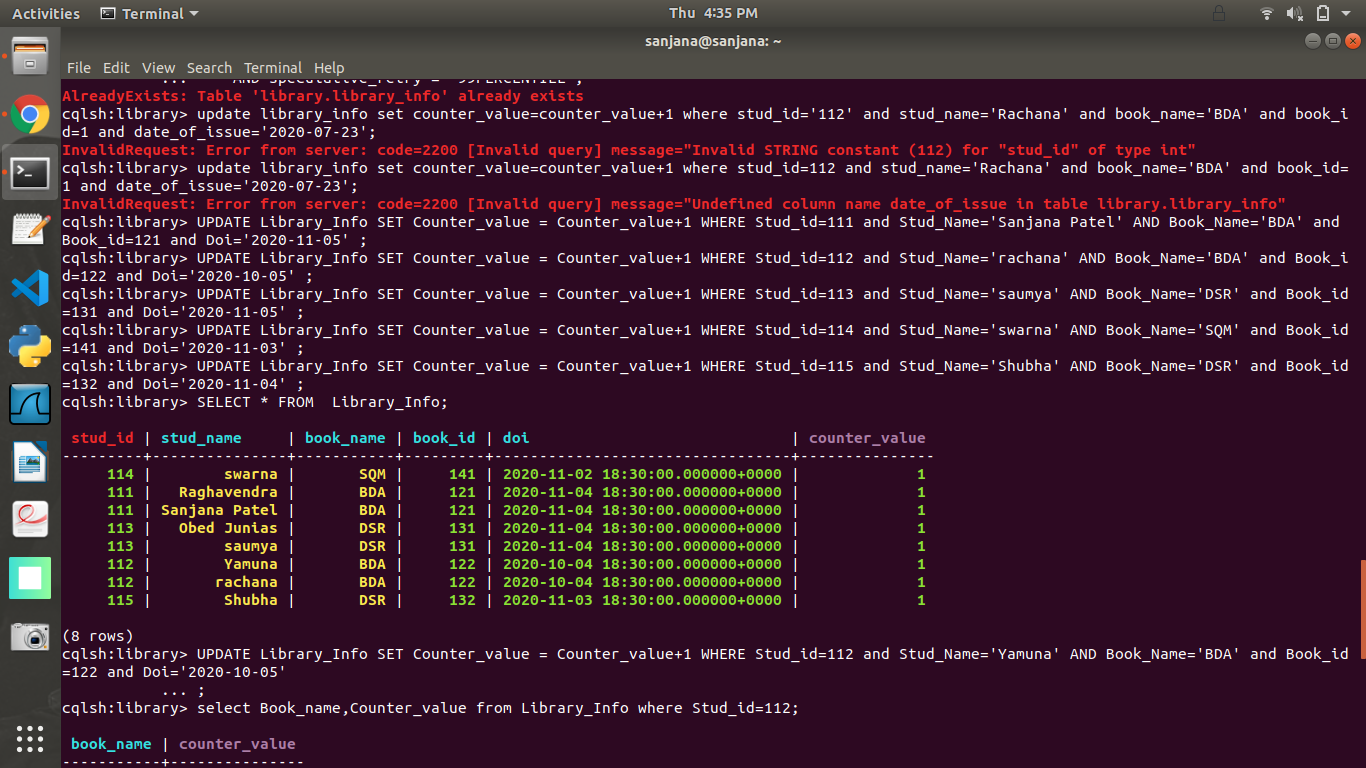 Activities Terminal Thu 4:35 PM
sanjana@sanjana: ~
File Edit View Search Terminal Help
... AND speculative_retry = '99PERCENTILE';
AlreadyExists: Table 'library.library_info' already exists
cqlsh:library> update library_info set counter_value=counter_value+1 where stud_id='112' and stud_name='Rachana' and book_name='BDA' and book_i
d=1 and date_of_issue='2020-07-23';
InvalidRequest: Error from server: code=2200 [Invalid query] message="Invalid STRING constant (112) for "stud_id" of type int"
cqlsh:library> update library_info set counter_value=counter_value+1 where stud_id=112 and stud_name='Rachana' and book_name='BDA' and book_id=
1 and date_of_issue='2020-07-23';
InvalidRequest: Error from server: code=2200 [Invalid query] message="Undefined column name date_of_issue in table library.library_info"
cqlsh:library> UPDATE Library_Info SET Counter_value = Counter_value+1 WHERE Stud_id=111 and Stud_Name='Sanjana Patel' AND Book_Name='BDA' and
Book_id=121 and Doi='2020-11-05' ;
cqlsh:library> UPDATE Library_Info SET Counter_value = Counter_value+1 WHERE Stud_id=112 and Stud_Name='rachana' AND Book_Name='BDA' and Book_i
d=122 and Doi='2020-10-05' ;
cqlsh:library> UPDATE Library_Info SET Counter_value = Counter_value+1 WHERE Stud_id=113 and Stud_Name='saumya' AND Book_Name='DSR' and Book_id
=131 and Doi='2020-11-05' ;
cqlsh:library> UPDATE Library_Info SET Counter_value = Counter_value+1 WHERE Stud_id=114 and Stud_Name='swarna' AND Book_Name='SQM' and Book_id
=141 and Doi='2020-11-03' ;
cqlsh:library> UPDATE Library_Info SET Counter_value = Counter_value+1 WHERE Stud_id=115 and Stud_Name='Shubha' AND Book_Name='DSR' and Book_id
=132 and Doi='2020-11-04' ;
cqlsh:library> SELECT * FROM  Library_Info;
stud_id | stud_name | book_name | book_id | doi | counter_value
---------+---------------+-----------+---------+---------------------------------+---------------
114 | swarna | SQM | 141 | 2020-11-02 18:30:00.000000+0000 | 1
111 | Raghavendra | BDA | 121 | 2020-11-04 18:30:00.000000+0000 | 1
111 | Sanjana Patel | BDA | 121 | 2020-11-04 18:30:00.000000+0000 | 1
113 | Obed Junias | DSR | 131 | 2020-11-04 18:30:00.000000+0000 | 1
113 | saumya | DSR | 131 | 2020-11-04 18:30:00.000000+0000 | 1
112 | Yamuna | BDA | 122 | 2020-10-04 18:30:00.000000+0000 | 1
112 | rachana | BDA | 122 | 2020-10-04 18:30:00.000000+0000 | 1
115 | Shubha | DSR | 132 | 2020-11-03 18:30:00.000000+0000 | 1
(8 rows)
cqlsh:library> UPDATE Library_Info SET Counter_value = Counter_value+1 WHERE Stud_id=112 and Stud_Name='Yamuna' AND Book_Name='BDA' and Book_id
=122 and Doi='2020-10-05'
... ;
cqlsh:library> select Book_name,Counter_value from Library_Info where Stud_id=112;
book_name | counter_value
-----------+---------------